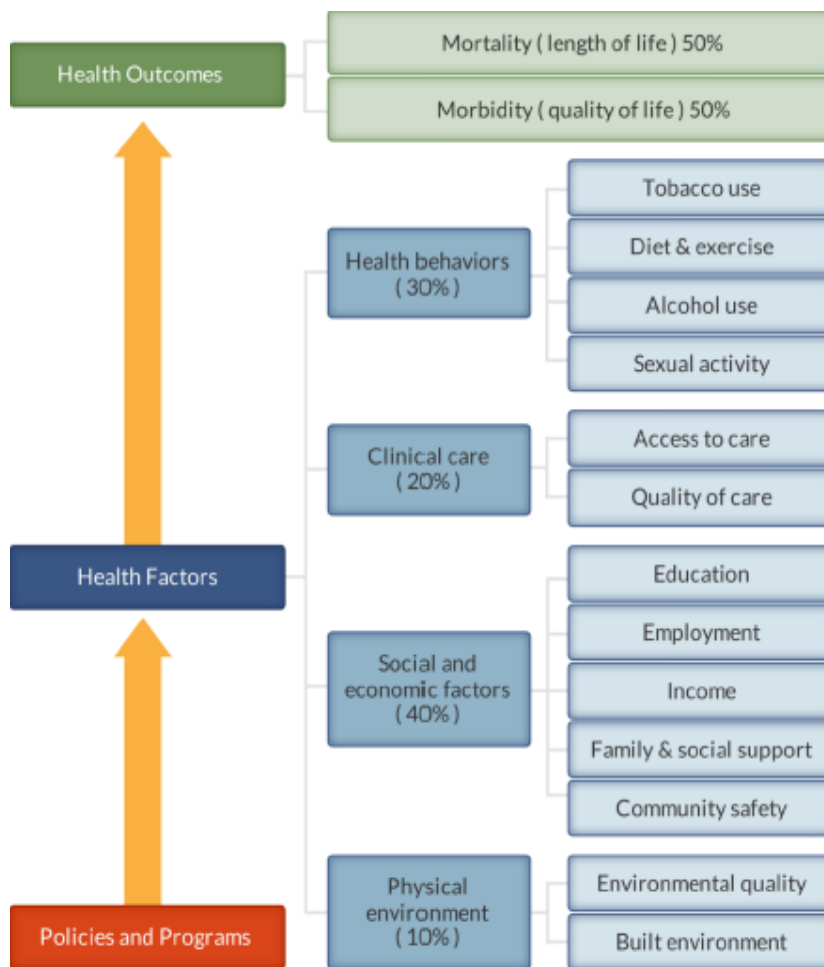 Health Outcomes
Mortality ( length of life ) 50%
Morbidity ( quality of life ) 50%
Health behaviors
( 30% )
Tobacco use
Diet & exercise
Alcohol use
Sexual activity
Clinical care
( 20% )
Access to care
Quality of care
Health Factors
Social and
economic factors
( 40% )
Education
Employment
Income
Family & social support
Community safety
Physical
environment
( 10% )
Environmental quality
Built environment
Policies and Programs